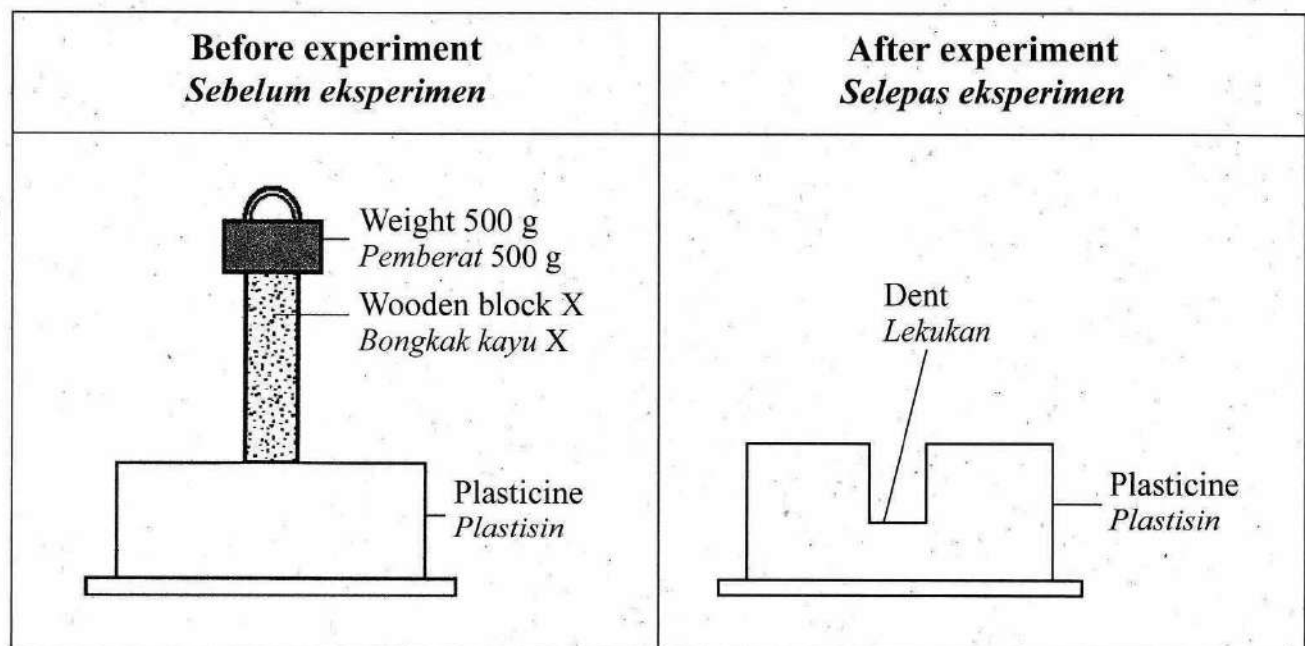 Before experiment
Sebelum eksperimen
After experiment
Selepas eksperimen
Weight 500 g
Pemberat 500 g
Wooden block X
Bongkak kayu X
Plasticine
Plastisin
Dent
Lekukan
Plasticine
Plastisin